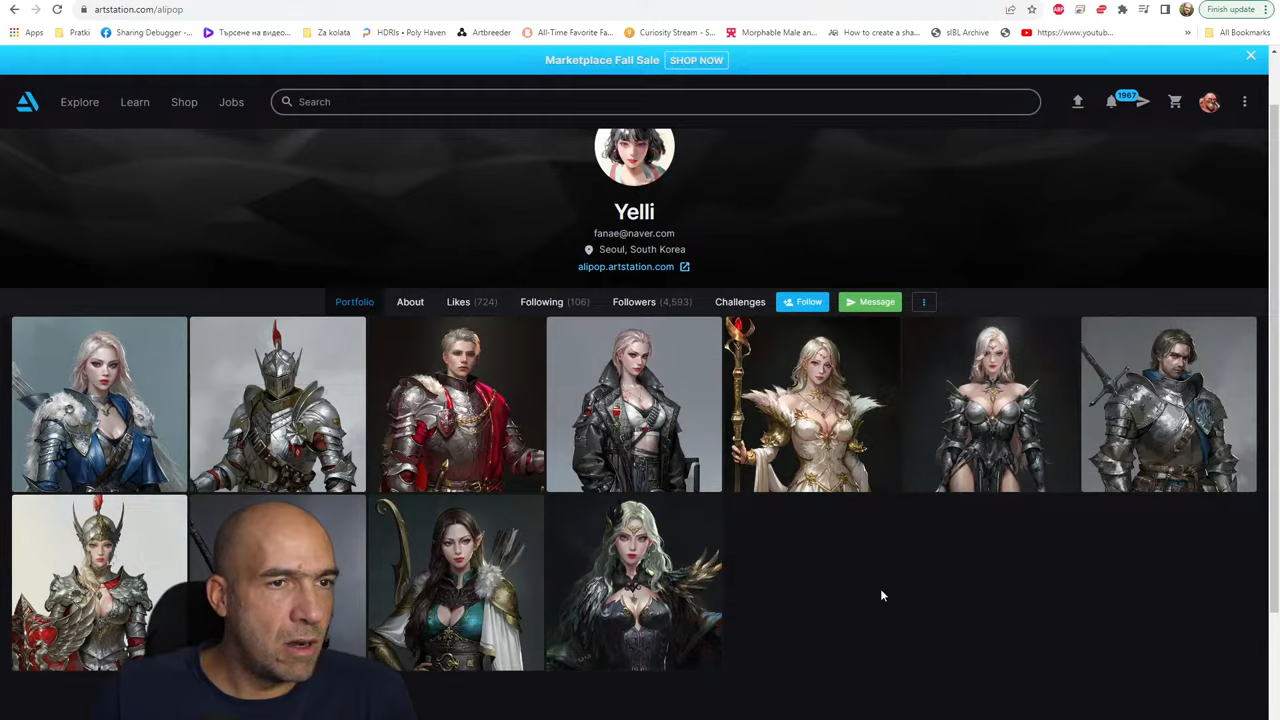 artstation.com/alipop
Finish update
Apps
Pratki
Sharing Debugger -...
Търсене на видео...
Za kolata
HDRIs • Poly Haven
Artbreeder
All-Time Favorite Fa...
Curiosity Stream - S...
Morphable Male an...
How to create a sha...
sIBL Archive
https://www.youtub...
»
All Bookmarks
Marketplace Fall Sale SHOP NOW
Explore
Learn
Shop
Jobs
Search
1967
Yelli
fanae@naver.com
Seoul, South Korea
alipop.artstation.com
Portfolio
About
Likes (724)
Following (106)
Followers (4,593)
Challenges
Follow
Message